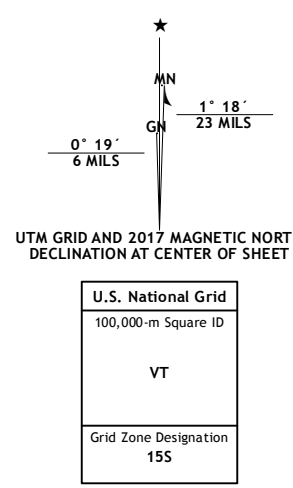 MN
1° 18´
23 MILS
GN
0° 19´
6 MILS
UTM GRID AND 2017 MAGNETIC NORT
DECLINATION AT CENTER OF SHEET
U.S. National Grid
100,000-m Square ID
VT
Grid Zone Designation
15S